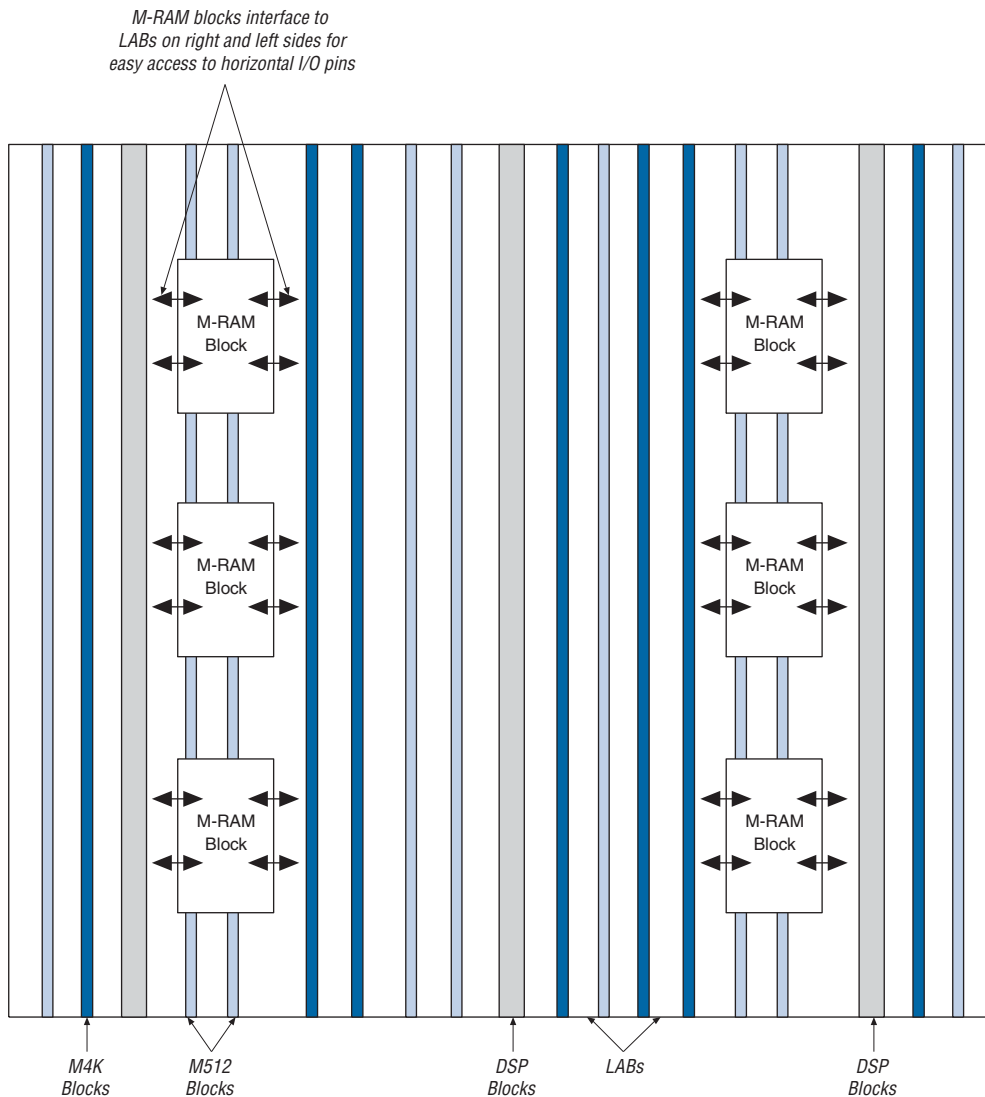 M-RAM blocks interface to
LABs on right and left sides for
easy access to horizontal I/O pins
M-RAM
Block
M-RAM
Block
M-RAM
Block
M-RAM
Block
M-RAM
Block
M-RAM
Block
M4K
Blocks
M512
Blocks
DSP
Blocks
LABs
DSP
Blocks